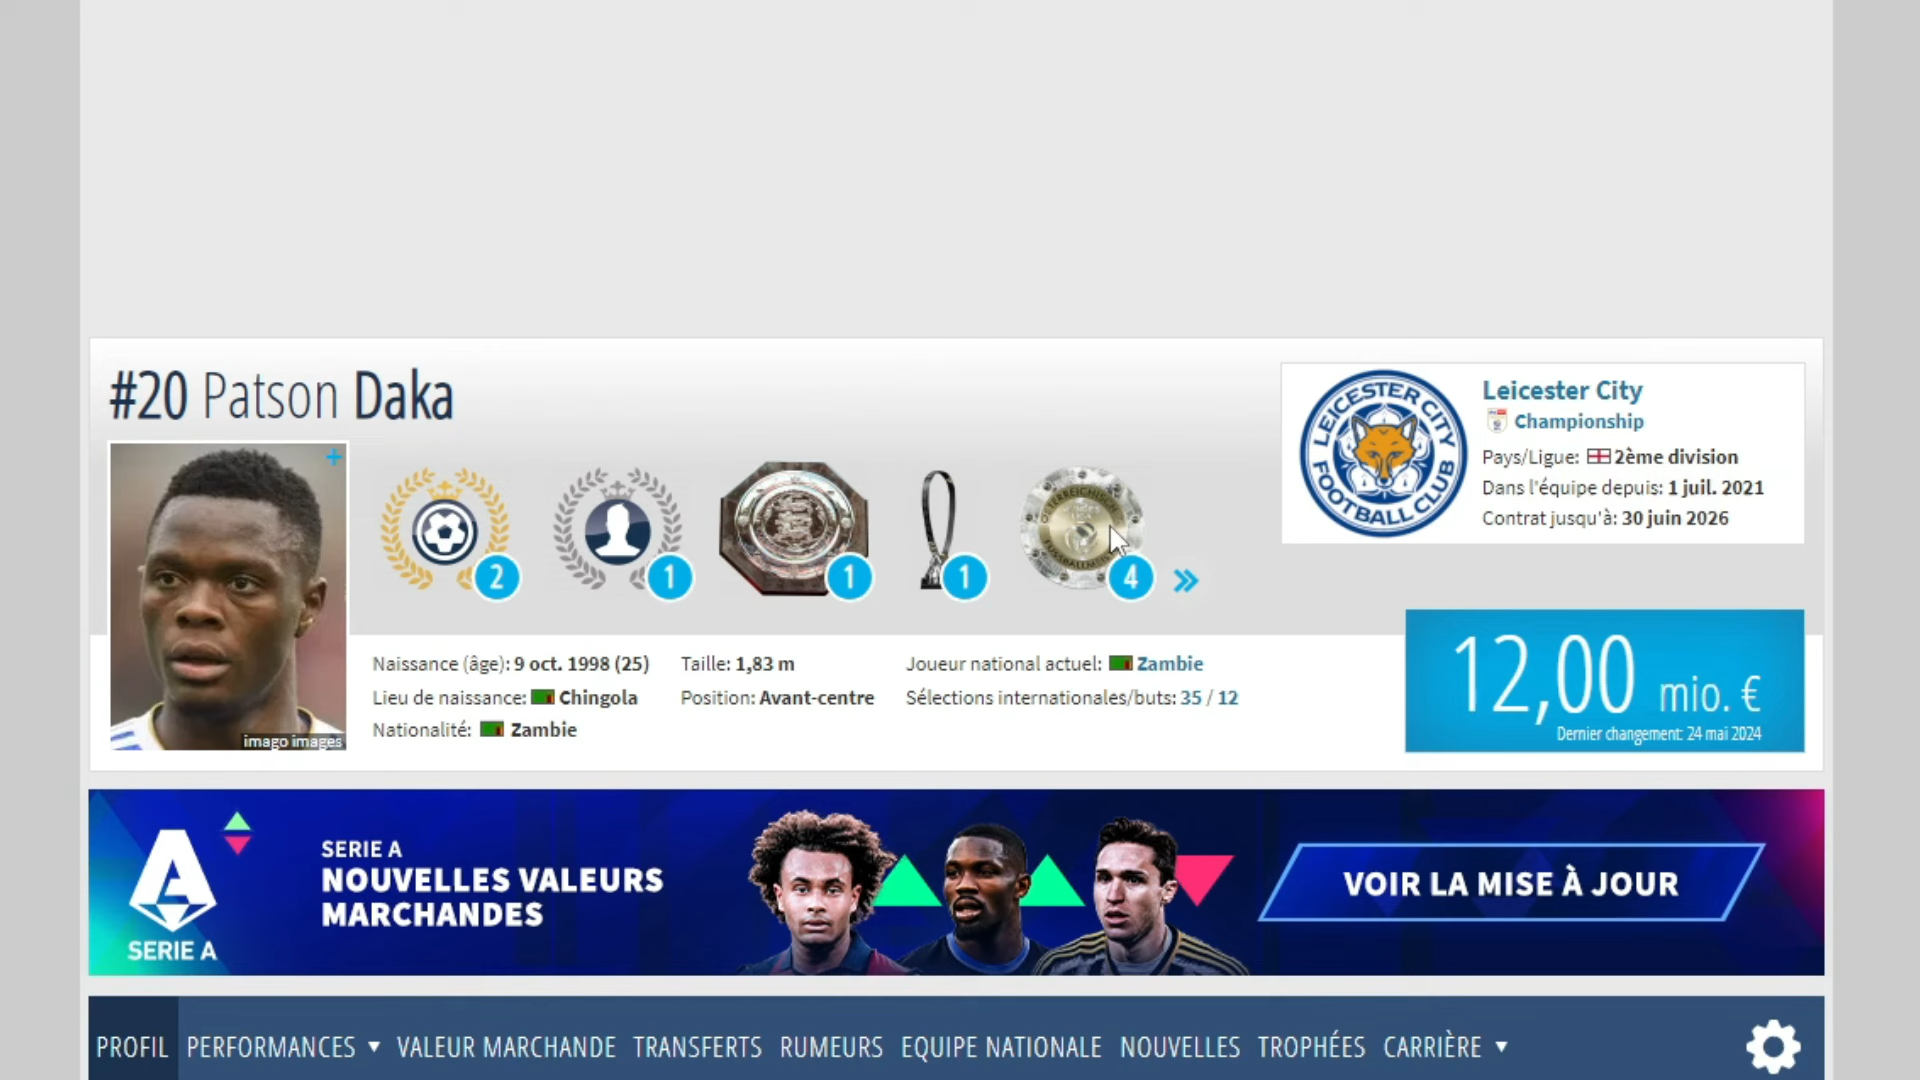 #20 Patson Daka
LEICESTER CITY
FOOTBALL CLUB
Leicester City
Championship
Pays/Ligue: 2ème division
Dans l'équipe depuis: 1 juil. 2021
Contrat jusqu'à: 30 juin 2026
2
1
1
1
4
imago images
Naissance (âge): 9 oct. 1998 (25)
Lieu de naissance: Chingola
Nationalité: Zambie
Taille: 1,83 m
Position: Avant-centre
Joueur national actuel: Zambie
Sélections internationales/buts: 35 / 12
12,00 mio. €
Dernier changement: 24 mai 2024
SERIE A
SERIE A
NOUVELLES VALEURS
MARCHANDES
VOIR LA MISE À JOUR
PROFIL PERFORMANCES VALEUR MARCHANDE TRANSFERTS RUMEURS EQUIPE NATIONALE NOUVELLES TROPHÉES CARRIÈRE